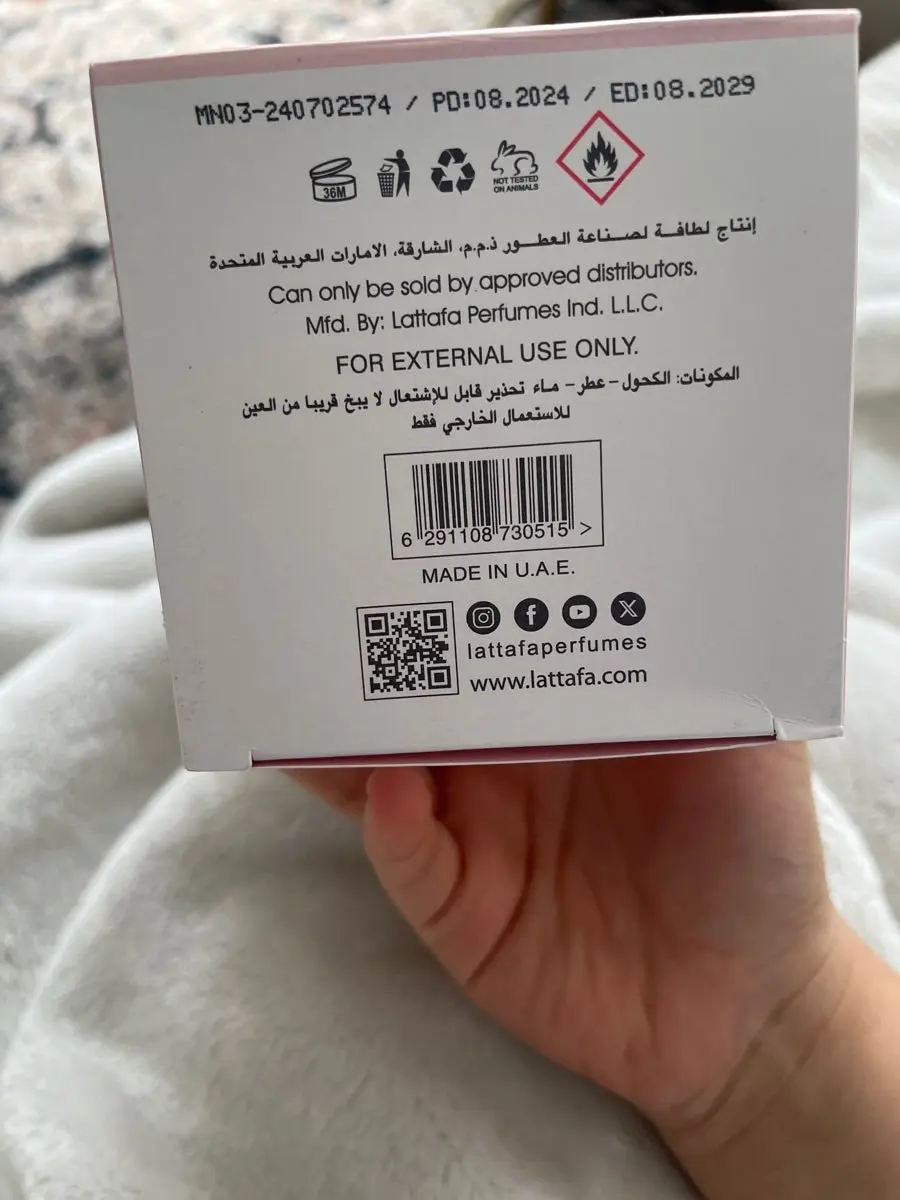 MN03-240702574 / PD:08.2024 / ED:08.2029
36M
NOT TESTED
ON ANIMALS
إنتاج لطافة لصناعة العطور ذ.م.م، الشارقة، الامارات العربية المتحدة
Can only be sold by approved distributors.
Mfd. By: Lattafa Perfumes Ind. L.L.C.
FOR EXTERNAL USE ONLY.
المكونات: الكحول – عطر – ماء تحذير قابل للإشتعال لا يبخ قريبا من العين
للاستعمال الخارجي فقط
6 291108 730515 >
MADE IN U.A.E.
lattafaperfumes
www.lattafa.com